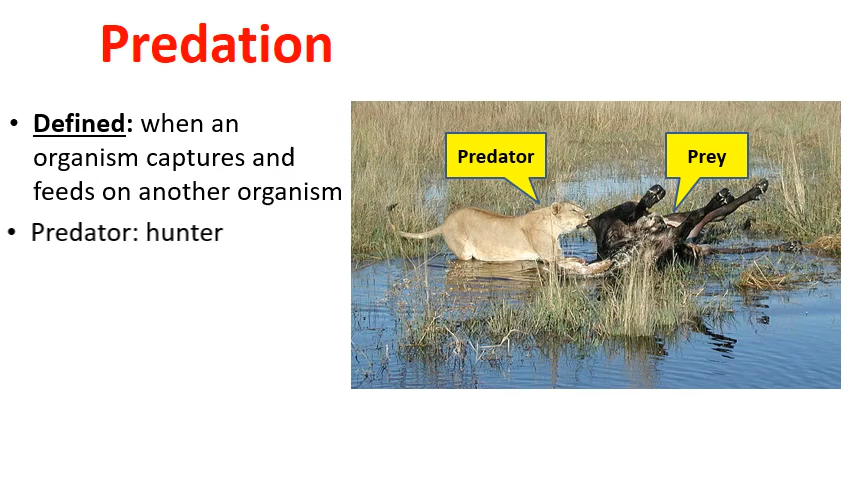 Predation
• Defined: when an
organism captures and
feeds on another organism
• Predator: hunter
Predator
Prey